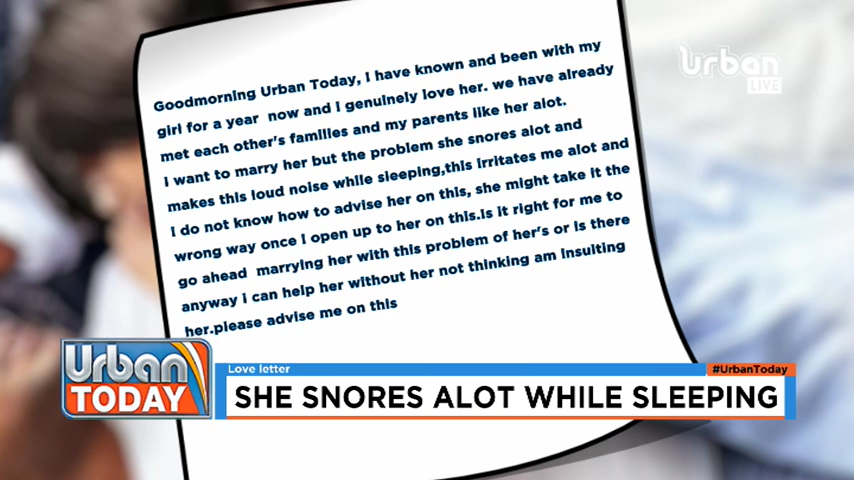 Urban
LIVE
Goodmorning Urban Today, I have known and been with my
girl for a year now and i genuinely love her. we have already
met each other's families and my parents like her alot.
I want to marry her but the problem she snores alot and
makes this loud noise while sleeping,this irritates me alot and
I do not know how to advise her on this, she might take it the
wrong way once i open up to her on this.is it right for me to
go ahead marrying her with this problem of her's or is there
anyway i can help her without her not thinking am insulting
her.please advise me on this
Urban
TODAY
Love letter
#UrbanToday
SHE SNORES ALOT WHILE SLEEPING